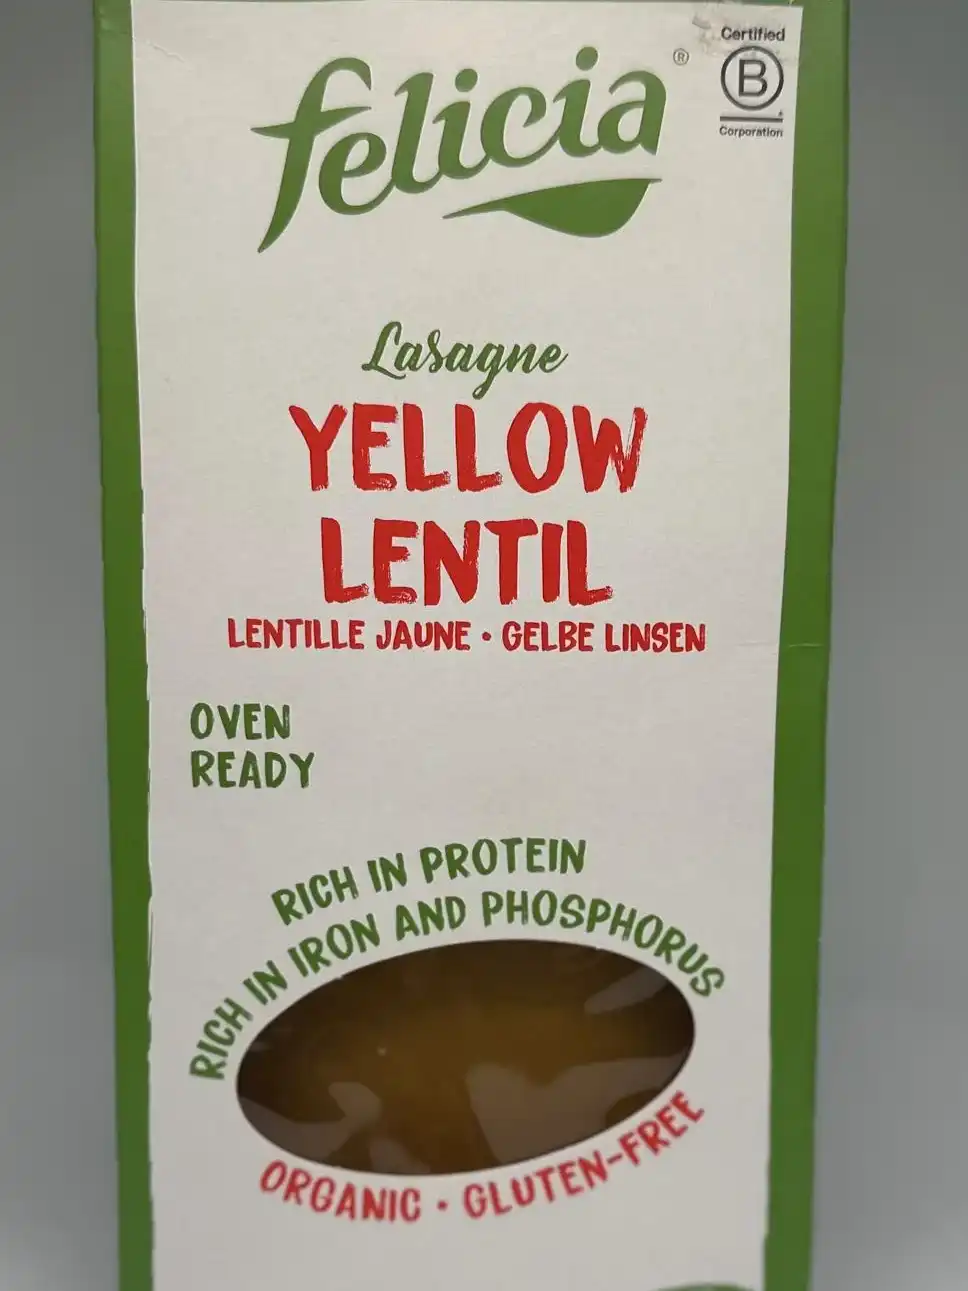 Certified
B
Corporation
felicia®
Lasagne
YELLOW
LENTIL
LENTILLE JAUNE • GELBE LINSEN
OVEN
READY
RICH IN PROTEIN
RICH IN IRON AND PHOSPHORUS
ORGANIC • GLUTEN-FREE